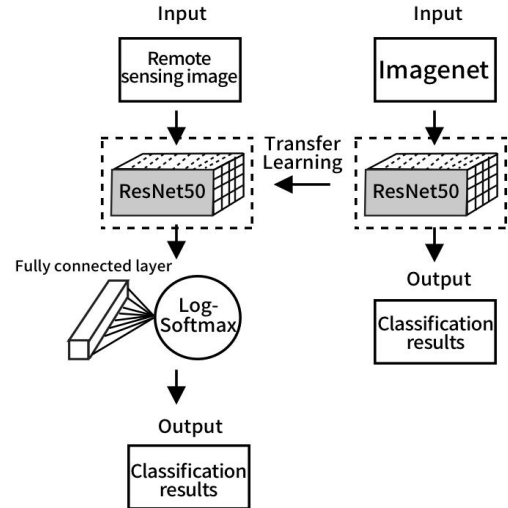 Input
Remote
sensing image
ResNet50
Fully connected layer
Log-
Softmax
Output
Classification
results
Transfer
Learning
Input
Imagenet
ResNet50
Output
Classification
results